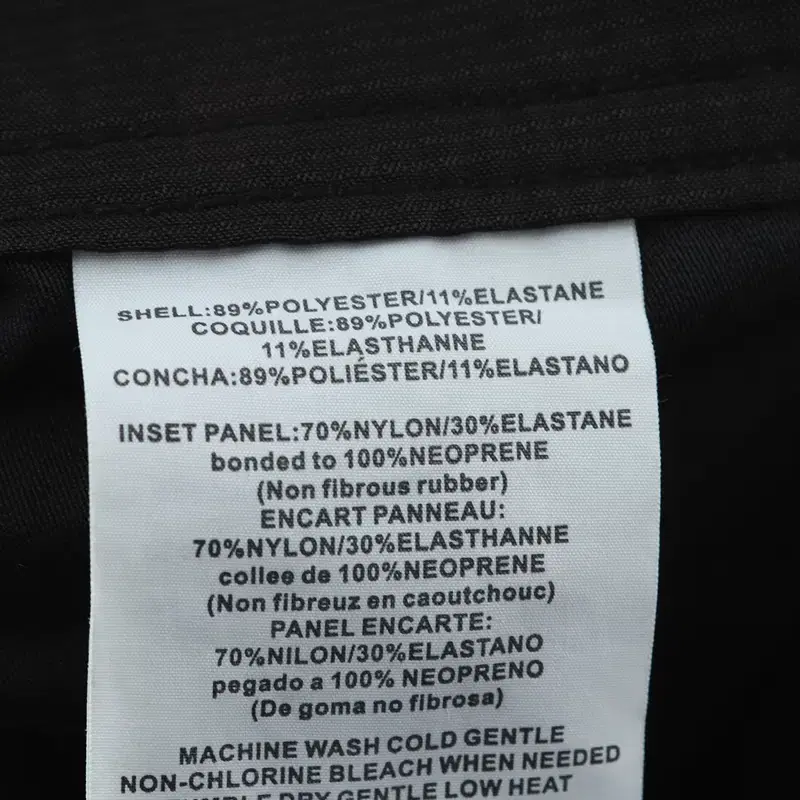 SHELL:89%POLYESTER/11%ELASTANE
COQUILLE:89%POLYESTER/
11%ELASTHANNE
CONCHA:89%POLIÉSTER/11%ELASTANO
INSET PANEL:70%NYLON/30%ELASTANE
bonded to 100%NEOPRENE
(Non fibrous rubber)
ENCART PANNEAU:
70%NYLON/30%ELASTHANNE
collee de 100%NEOPRENE
(Non fibreuz en caoutchouc)
PANEL ENCARTE:
70%NILON/30%ELASTANO
pegado a 100% NEOPRENO
(De goma no fibrosa)
MACHINE WASH COLD GENTLE
NON-CHLORINE BLEACH WHEN NEEDED
TUMBLE DRY GENTLE LOW HEAT